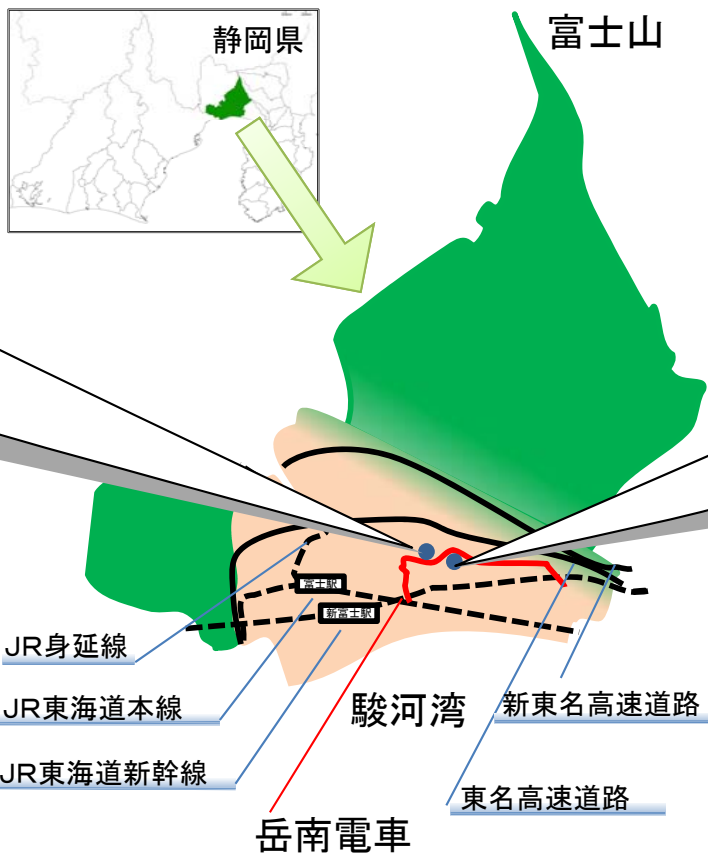 静岡県
富士山
富士駅
新富士駅
JR身延線
JR東海道本線
駿河湾
新東名高速道路
JR東海道新幹線
東名高速道路
岳南電車